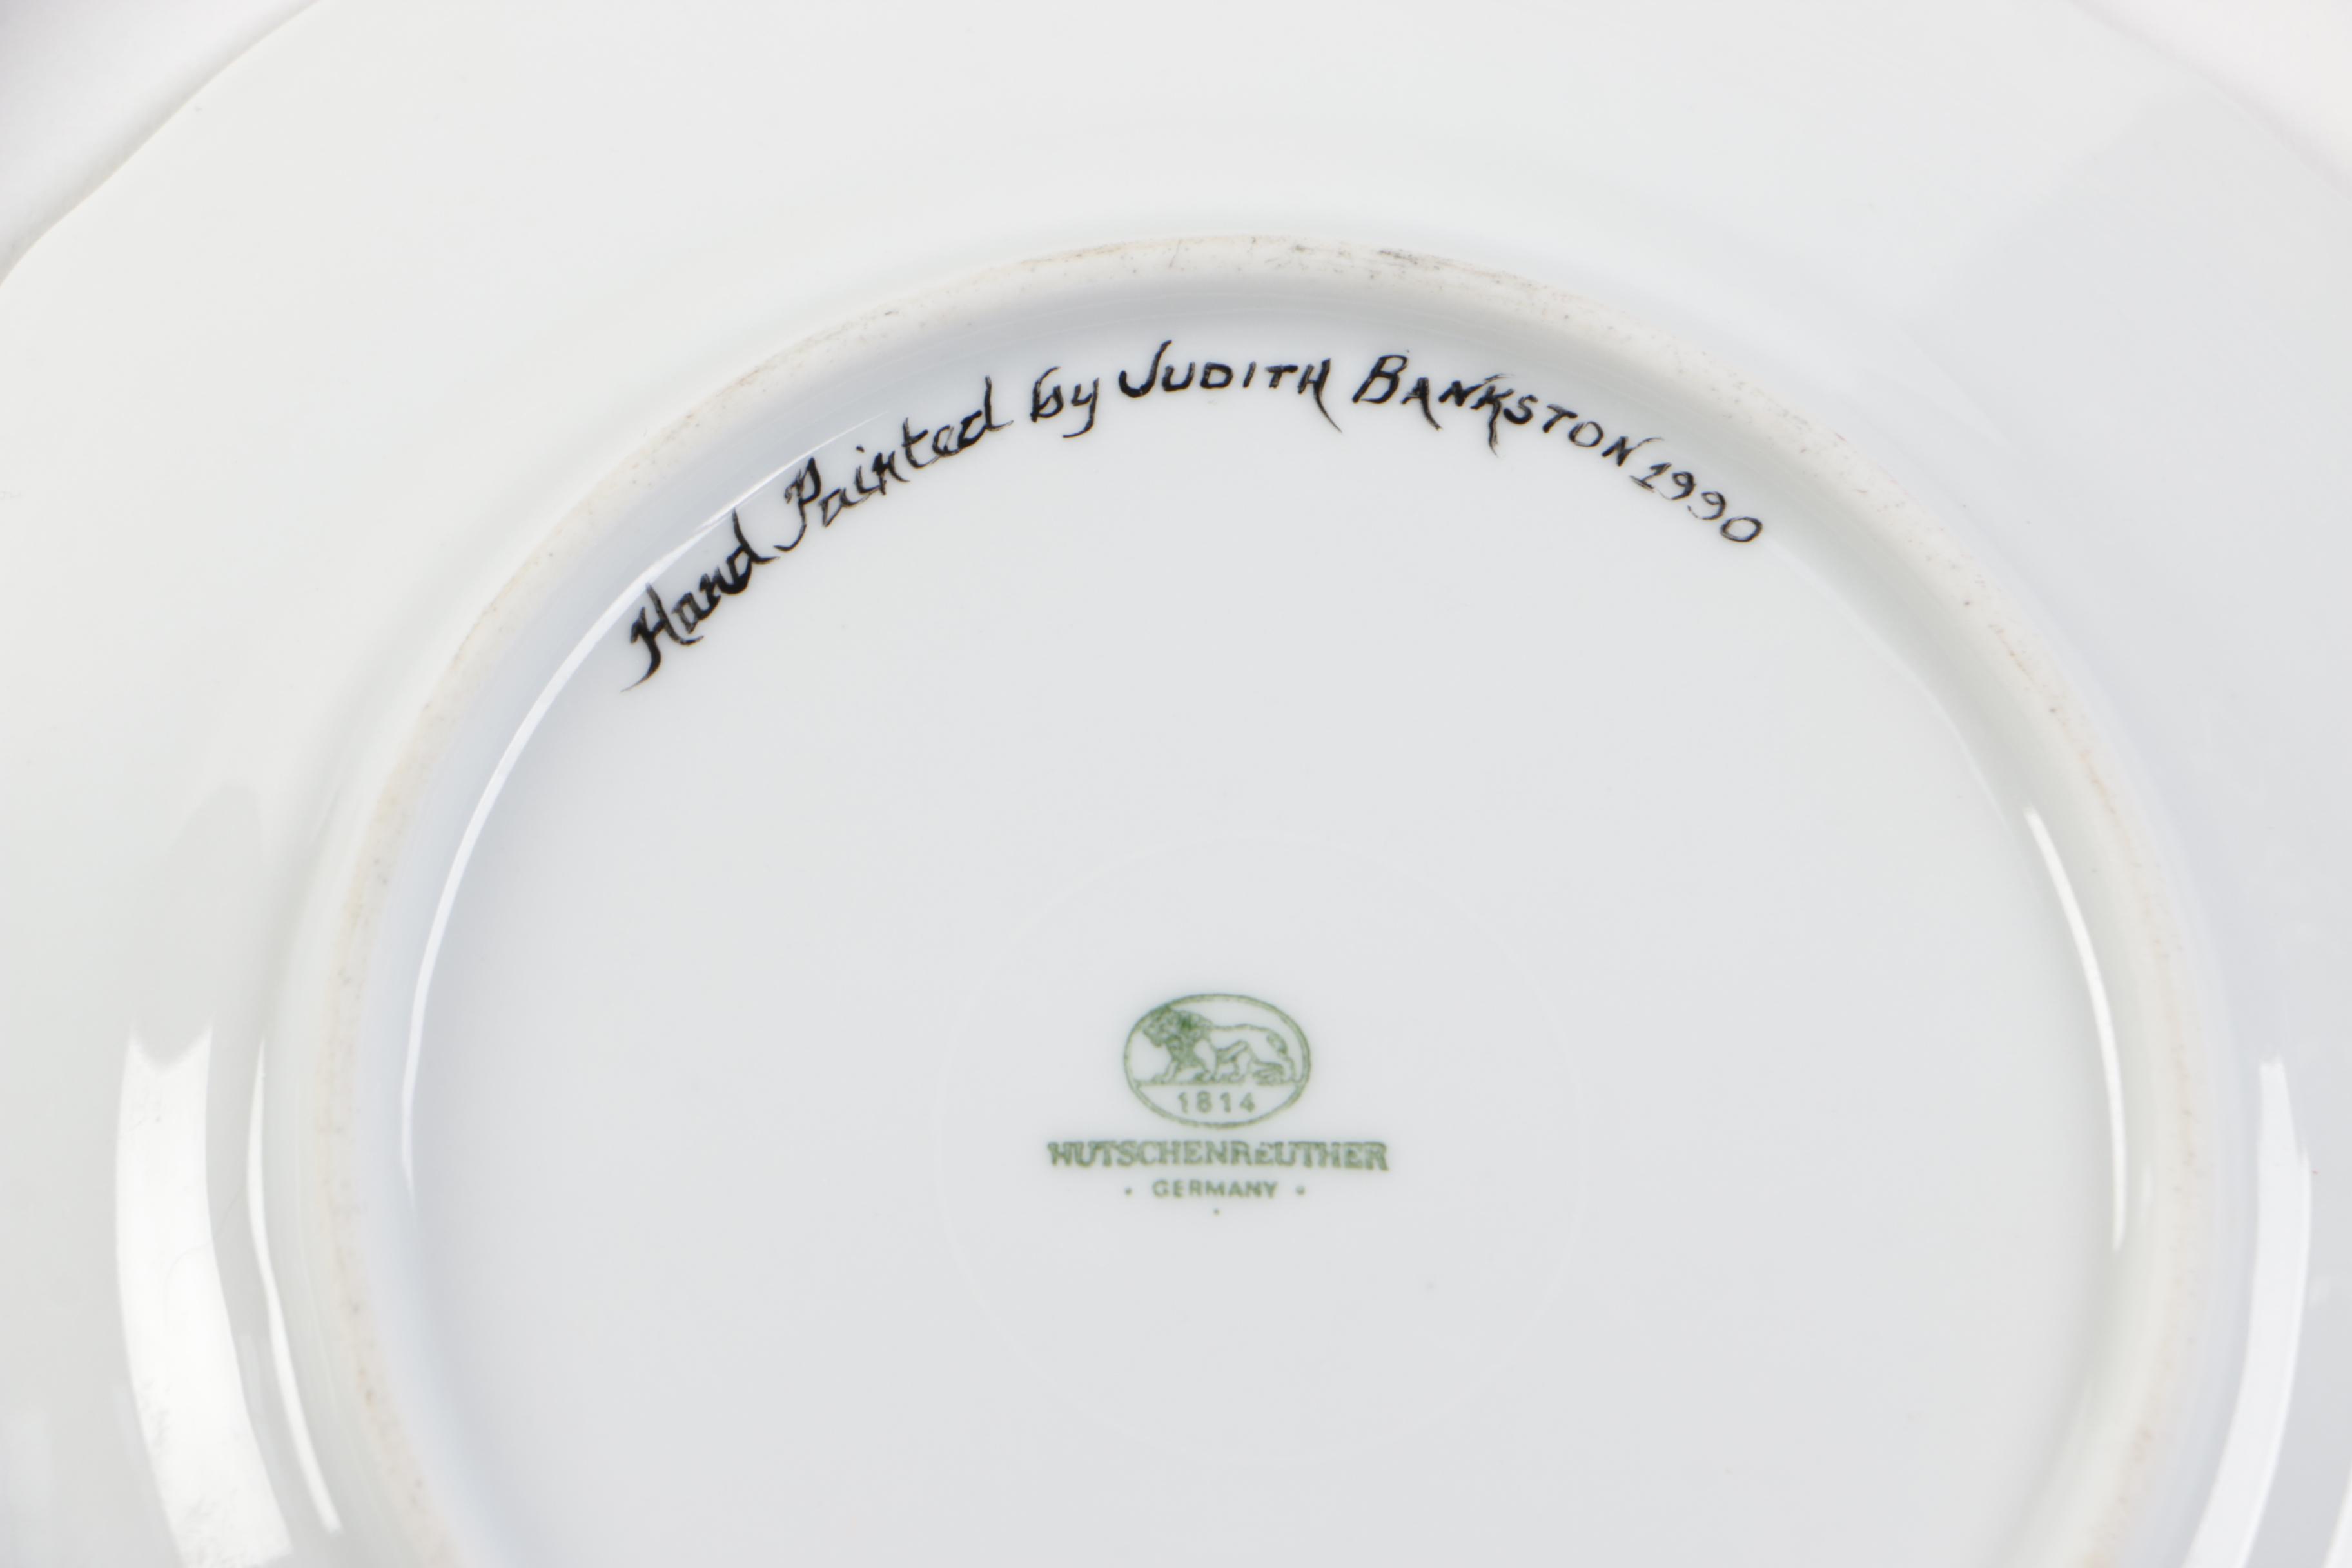 Hand Painted by JUDITH BANKSTON 1990
1814
HUTSCHENREUTHER
· GERMANY ·